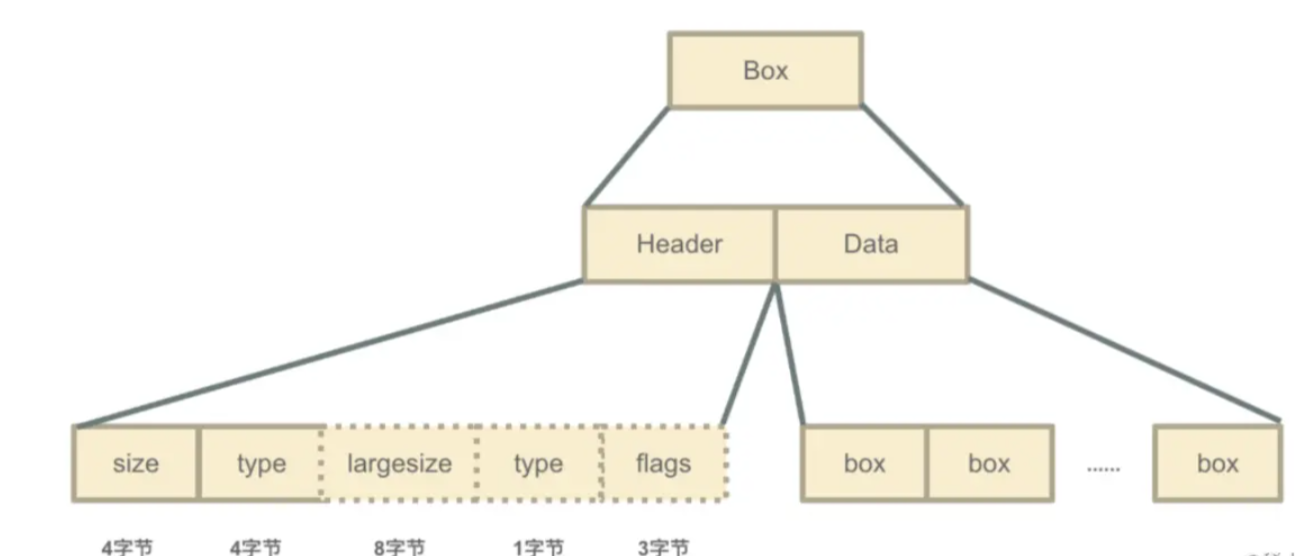 Box
Header Data
size type largesize type flags box box ...... box
4字节 4字节 8字节 1字节 3字节